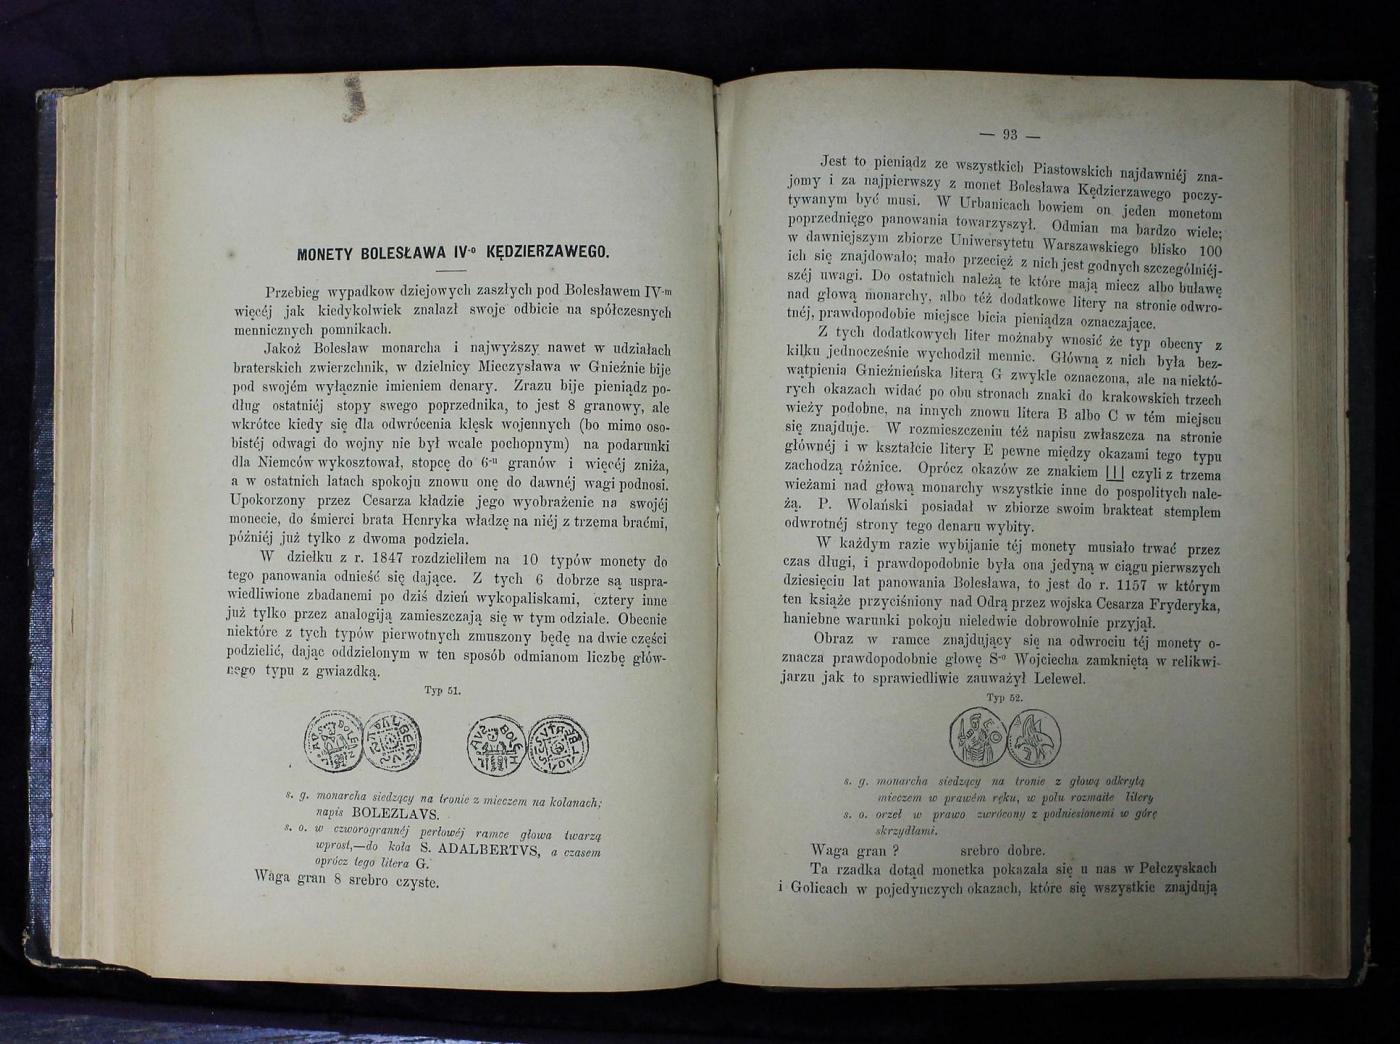 MONETY BOLESŁAWA IV-o KĘDZIERZAWEGO.
Przebieg wypadkow dziejowych zaszłych pod Bolesławem IV-m
więcéj jak kiedykolwiek znalazł swoje odbicie na spółczesnych
mennicznych pomnikach.
Jakoż Bolesław monarcha i najwyższy nawet w udziałach
braterskich zwierzchnik, w dzielnicy Mieczysława w Gnieźnie bije
pod swojém wyłącznie imieniem denary. Zrazu bije pieniądz po-
dług ostatniéj stopy swego poprzednika, to jest 8 granowy, ale
wkrótce kiedy się dla odwrócenia klęsk wojennych (bo mimo oso-
bistéj odwagi do wojny nie był wcale pochopnym) na podarunki
dla Niemców wykosztował, stopcę do 6-u granów i więcéj zniża,
a w ostatnich latach spokoju znowu onę do dawnéj wagi podnosi.
Upokorzony przez Cesarza kładzie jego wyobrażenie na swojéj
monecie, do śmierci brata Henryka władzę na niéj z trzema braćmi,
późniéj już tylko z dwoma podziela.
W dziełku z r. 1847 rozdzieliłem na 10 typów monety do
tego panowania odnieść się dające. Z tych 6 dobrze są uspra-
wiedliwione zbadanemi po dziś dzień wykopaliskami, cztery inne
już tylko przez analogiją zamieszczają się w tym odziale. Obecnie
niektóre z tych typów pierwotnych zmuszony będę na dwie części
podzielić, dając oddzielonym w ten sposób odmianom liczbę głów-
nego typu z gwiazdką.
Typ 51.
s. g. monarcha siedzący na tronie z mieczem na kolanach;
napis BOLEZLAVS.
s. o. w czworogrannéj perłowéj ramce głowa twarzą
wprost,—do koła S. ADALBERTVS, a czasem
oprócz tego litera G.
Waga gran 8 srebro czyste.
— 93 —
Jest to pieniądz ze wszystkich Piastowskich najdawniéj zna-
jomy i za najpierwszy z monet Bolesława Kędzierzawego poczy-
tywanym być musi. W Urbanicach bowiem on jeden monetom
poprzednięgo panowania towarzyszył. Odmian ma bardzo wiele;
w dawniejszym zbiorze Uniwersytetu Warszawskiego blisko 100
ich się znajdowało; mało przecięż z nich jest godnych szczególniéj-
széj uwagi. Do ostatnich należą te które mają miecz albo buławę
nad głową monarchy, albo téż dodatkowe litery na stronie odwro-
tnéj, prawdopodobie miejsce bicia pieniądza oznaczające.
Z tych dodatkowych liter możnaby wnosić że typ obecny z
kilku jednocześnie wychodził mennic. Główną z nich była bez-
wątpienia Gnieźnieńska literą G zwykle oznaczona, ale na niektó-
rych okazach widać po obu stronach znaki do krakowskich trzech
wieży podobne, na innych znowu litera B albo C w tém miejscu
się znajduje. W rozmieszczeniu téż napisu zwłaszcza na stronie
głównéj i w kształcie litery E pewne między okazami tego typu
zachodzą różnice. Oprócz okazów ze znakiem | | | czyli z trzema
wieżami nad głową monarchy wszystkie inne do pospolitych nale-
żą. P. Wolański posiadał w zbiorze swoim brakteat stemplem
odwrotnéj strony tego denaru wybity.
W każdym razie wybijanie téj monety musiało trwać przez
czas długi, i prawdopodobnie była ona jedyną w ciągu pierwszych
dziesięciu lat panowania Bolesława, to jest do r. 1157 w którym
ten książe przyciśniony nad Odrą przez wojska Cesarza Fryderyka,
haniebne warunki pokoju nieledwie dobrowolnie przyjął.
Obraz w ramce znajdujący się na odwrociu téj monety o-
znacza prawdopodobnie głowę S-o Wojciecha zamkniętą w relikwi-
jarzu jak to sprawiedliwie zauważył Lelewel.
Typ 52.
s. g. monarcha siedzący na tronie z głową odkrytą
mieczem w prawém ręku, w polu rozmaite litery
s. o. orzeł w prawo zwrócony z podniesionemi w górę
skrzydłami.
Waga gran ? srebro dobre.
Ta rzadka dotąd monetka pokazała się u nas w Pełczyskach
i Golicach w pojedynczych okazach, które się wszystkie znajdują